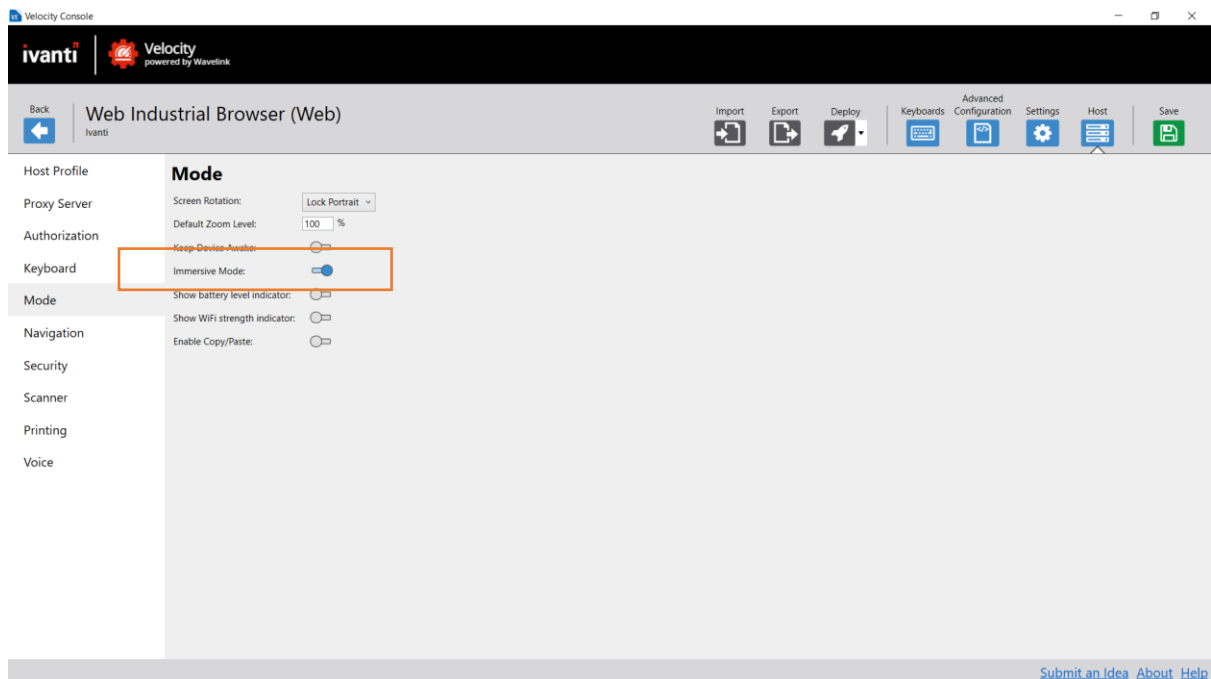 VE Velocity Console
ivanti
Velocity
powered by Wavelink
Back
Web Industrial Browser (Web)
Ivanti
Import Export Deploy Keyboards Advanced Configuration Settings Host Save
Host Profile
Proxy Server
Authorization
Keyboard
Mode
Navigation
Security
Scanner
Printing
Voice
Mode
Screen Rotation: Lock Portrait
Default Zoom Level: 100 %
Keep Device Awake:
Immersive Mode:
Show battery level indicator:
Show WiFi strength indicator:
Enable Copy/Paste:
Submit an Idea About Help